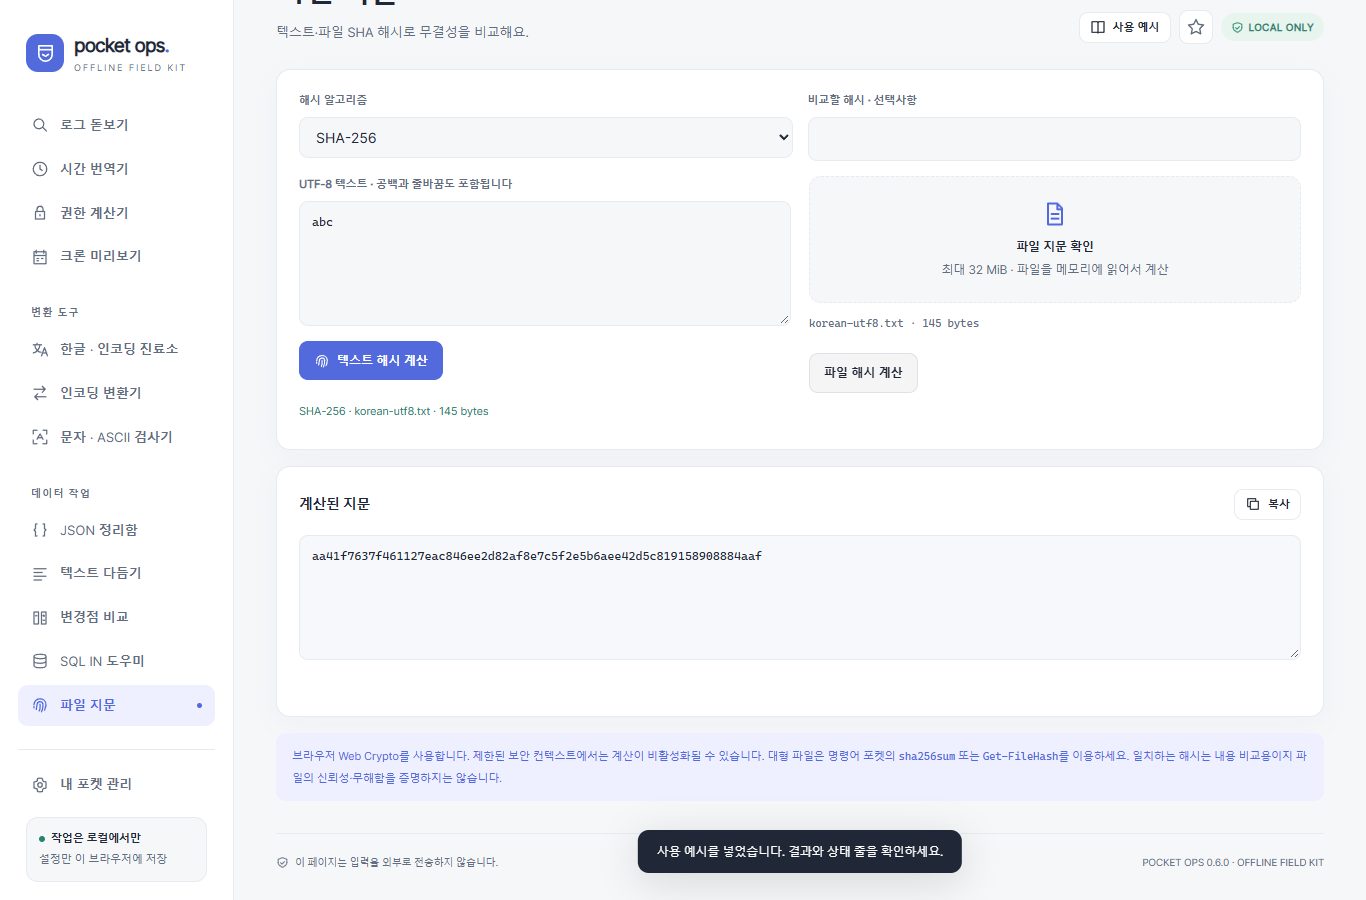 pocket ops.
OFFLINE FIELD KIT
로그 돋보기
시간 번역기
권한 계산기
크론 미리보기
변환 도구
한글 · 인코딩 진료소
인코딩 변환기
문자 · ASCII 검사기
데이터 작업
JSON 정리함
텍스트 다듬기
변경점 비교
SQL IN 도우미
파일 지문
내 포켓 관리
작업은 로컬에서만
설정만 이 브라우저에 저장
텍스트·파일 SHA 해시로 무결성을 비교해요.
사용 예시
LOCAL ONLY
해시 알고리즘
SHA-256
비교할 해시 · 선택사항
UTF-8 텍스트 · 공백과 줄바꿈도 포함됩니다
abc
파일 지문 확인
최대 32 MiB · 파일을 메모리에 읽어서 계산
korean-utf8.txt · 145 bytes
텍스트 해시 계산
파일 해시 계산
SHA-256 · korean-utf8.txt · 145 bytes
계산된 지문
복사
aa41f7637f461127eac846ee2d82af8e7c5f2e5b6aee42d5c819158908884aaf
브라우저 Web Crypto를 사용합니다. 제한된 보안 컨텍스트에서는 계산이 비활성화될 수 있습니다. 대형 파일은 명령어 포켓의 sha256sum 또는 Get-FileHash를 이용하세요. 일치하는 해시는 내용 비교용이지 파
일의 신뢰성·무해함을 증명하지는 않습니다.
이 페이지는 입력을 외부로 전송하지 않습니다.
사용 예시를 넣었습니다. 결과와 상태 줄을 확인하세요.
POCKET OPS 0.6.0 · OFFLINE FIELD KIT